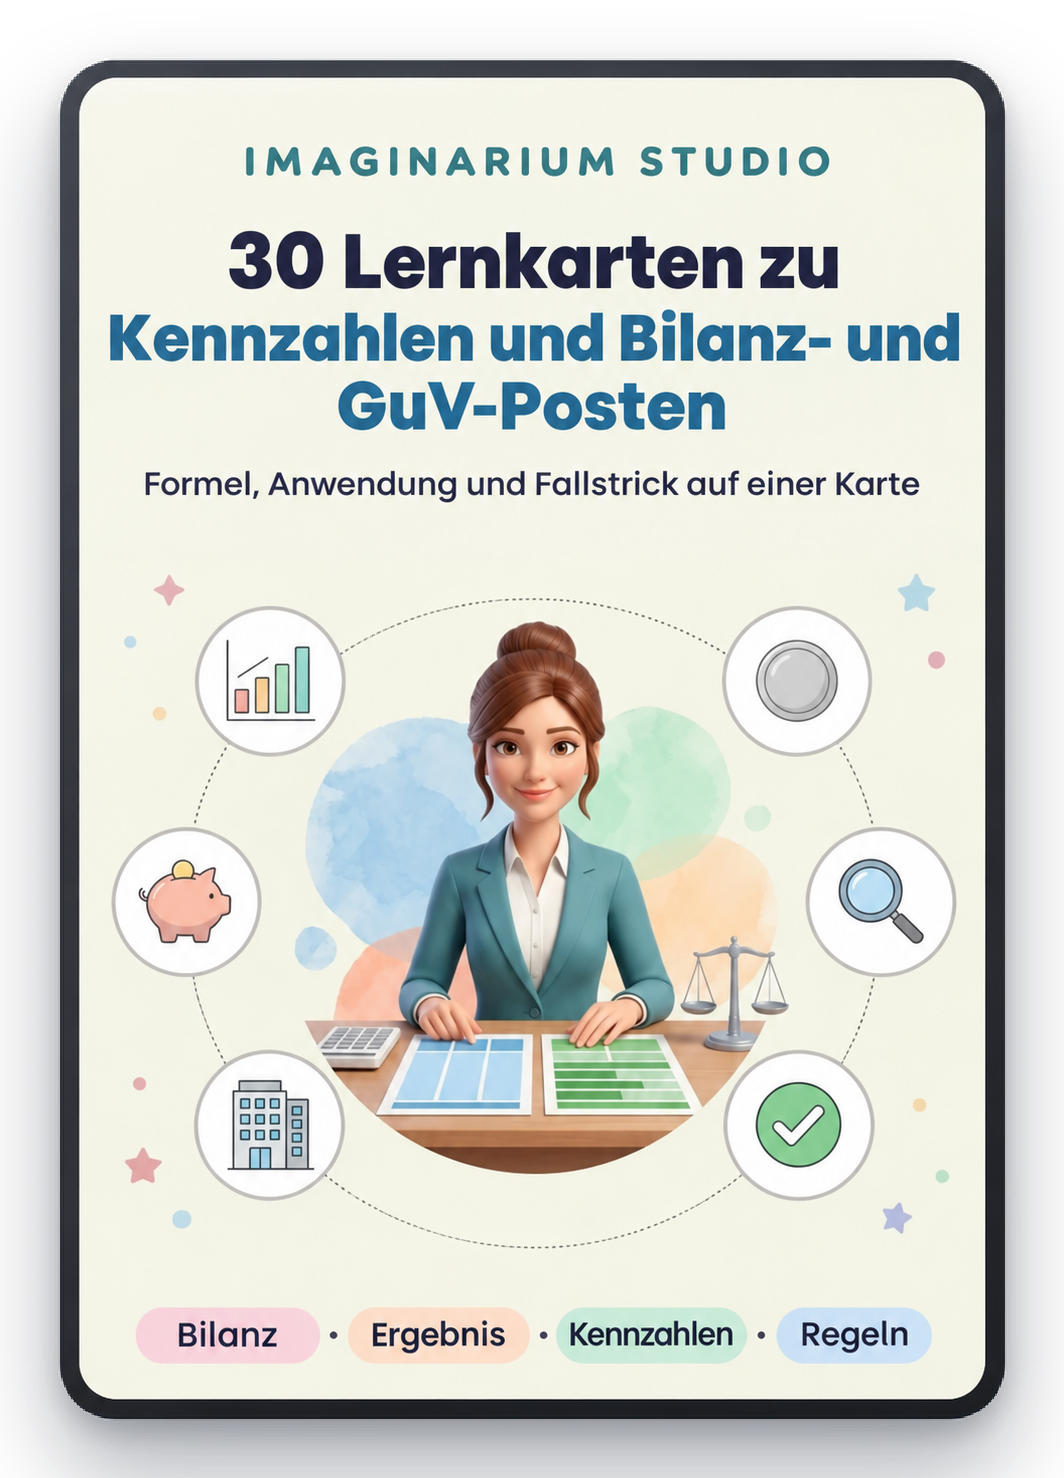 IMAGINARIUM STUDIO
30 Lernkarten zu
Kennzahlen und Bilanz- und
GuV-Posten
Formel, Anwendung und Fallstrick auf einer Karte
Bilanz • Ergebnis • Kennzahlen • Regeln